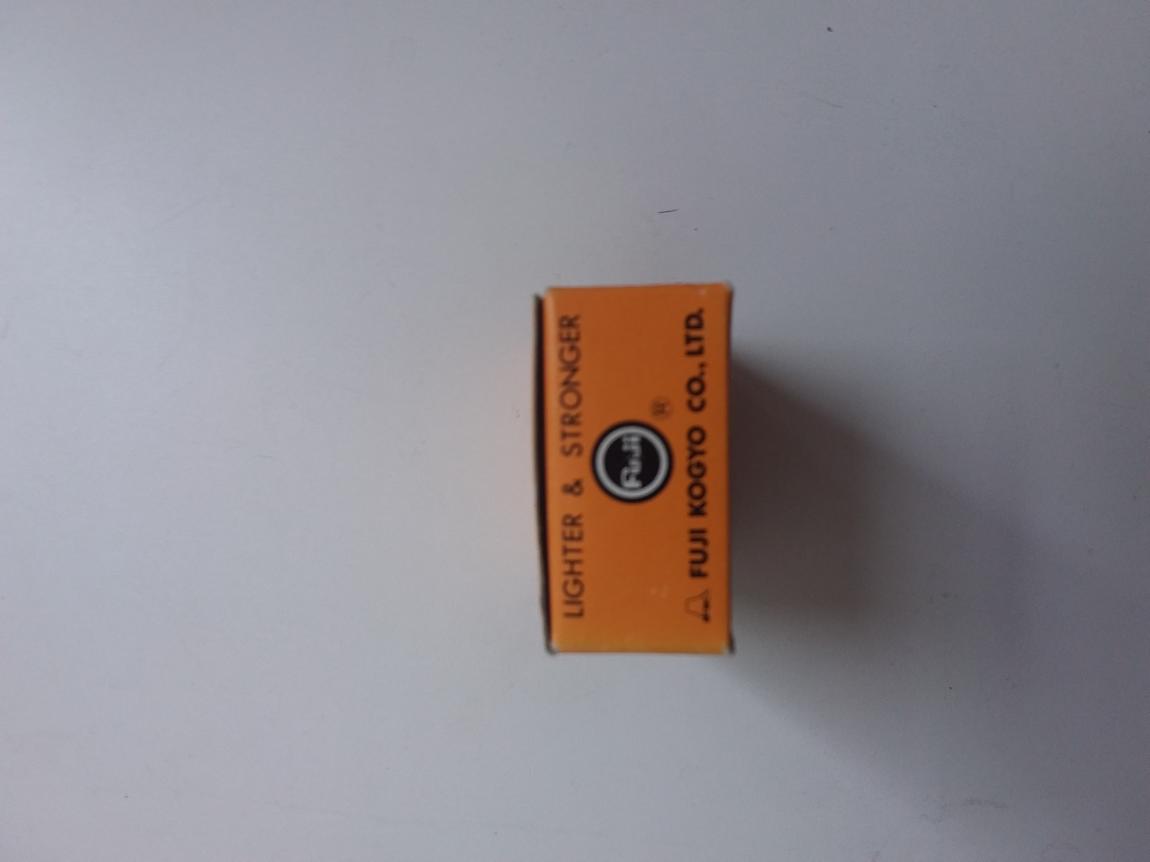 LIGHTER & STRONGER
Fuji
®
FUJI KOGYO CO., LTD.